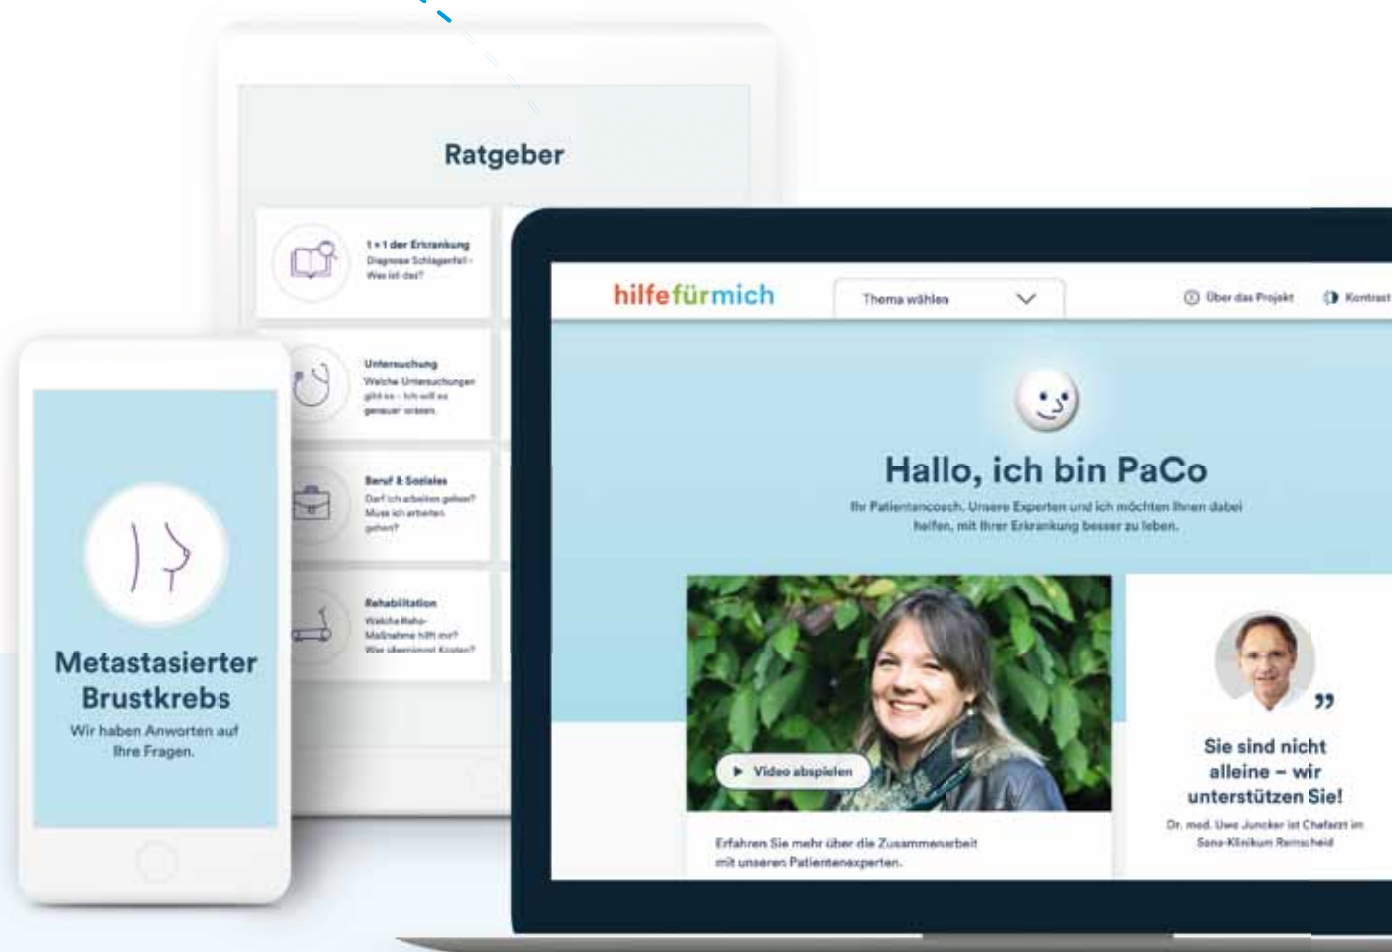 Ratgeber
1×1 der Erkrankung
Diagnose Schlaganfall -
Was ist das?
Untersuchung
Welche Untersuchungen
gibt es - Ich will es
genauer wissen.
Beruf & Soziales
Darf ich arbeiten gehen?
Muss ich arbeiten
gehen?
Rehabilitation
Welche Reha-
Maßnahme hilft mir?
Wer übernimmt Kosten?
Metastasierter
Brustkrebs
Wir haben Anworten auf
Ihre Fragen.
hilfefürmich
Thema wählen
Über das Projekt
Kontrast
Hallo, ich bin PaCo
Ihr Patientencoach. Unsere Experten und ich möchten Ihnen dabei
helfen, mit Ihrer Erkrankung besser zu leben.
Video abspielen
Erfahren Sie mehr über die Zusammenarbeit
mit unseren Patientenexperten.
”
Sie sind nicht
alleine – wir
unterstützen Sie!
Dr. med. Uwe Juncker ist Chefarzt im
Sana-Klinikum Remscheid